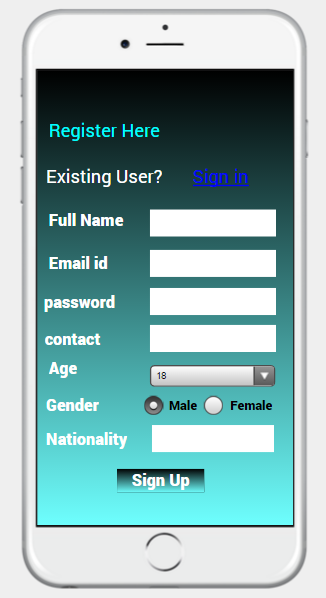 Register Here
Existing User? Sign in
Full Name
Email id
password
contact
Age 18
Gender Male Female
Nationality
Sign Up